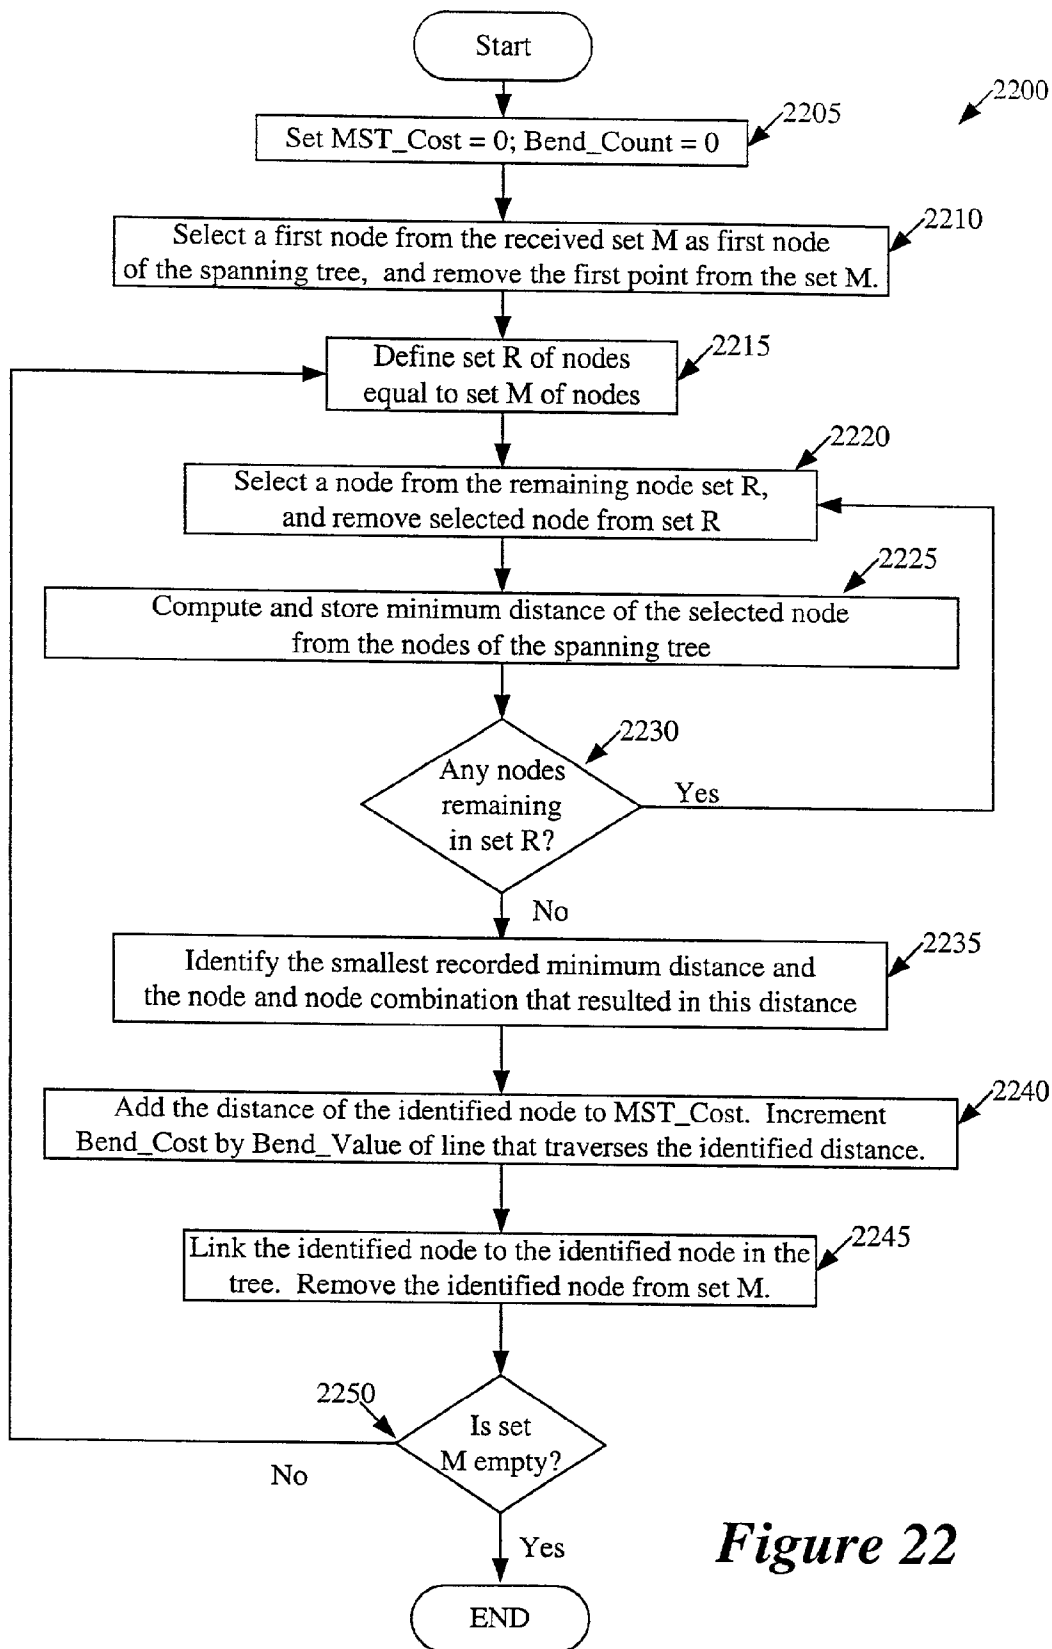 Start
2200
2205
Set MST_Cost = 0; Bend_Count = 0
2210
Select a first node from the received set M as first node
of the spanning tree, and remove the first point from the set M.
2215
Define set R of nodes
equal to set M of nodes
2220
Select a node from the remaining node set R,
and remove selected node from set R
2225
Compute and store minimum distance of the selected node
from the nodes of the spanning tree
2230
Any nodes
remaining
in set R?
Yes
No
2235
Identify the smallest recorded minimum distance and
the node and node combination that resulted in this distance
2240
Add the distance of the identified node to MST_Cost. Increment
Bend_Cost by Bend_Value of line that traverses the identified distance.
2245
Link the identified node to the identified node in the
tree. Remove the identified node from set M.
2250
Is set
M empty?
No
Yes
Figure 22
END